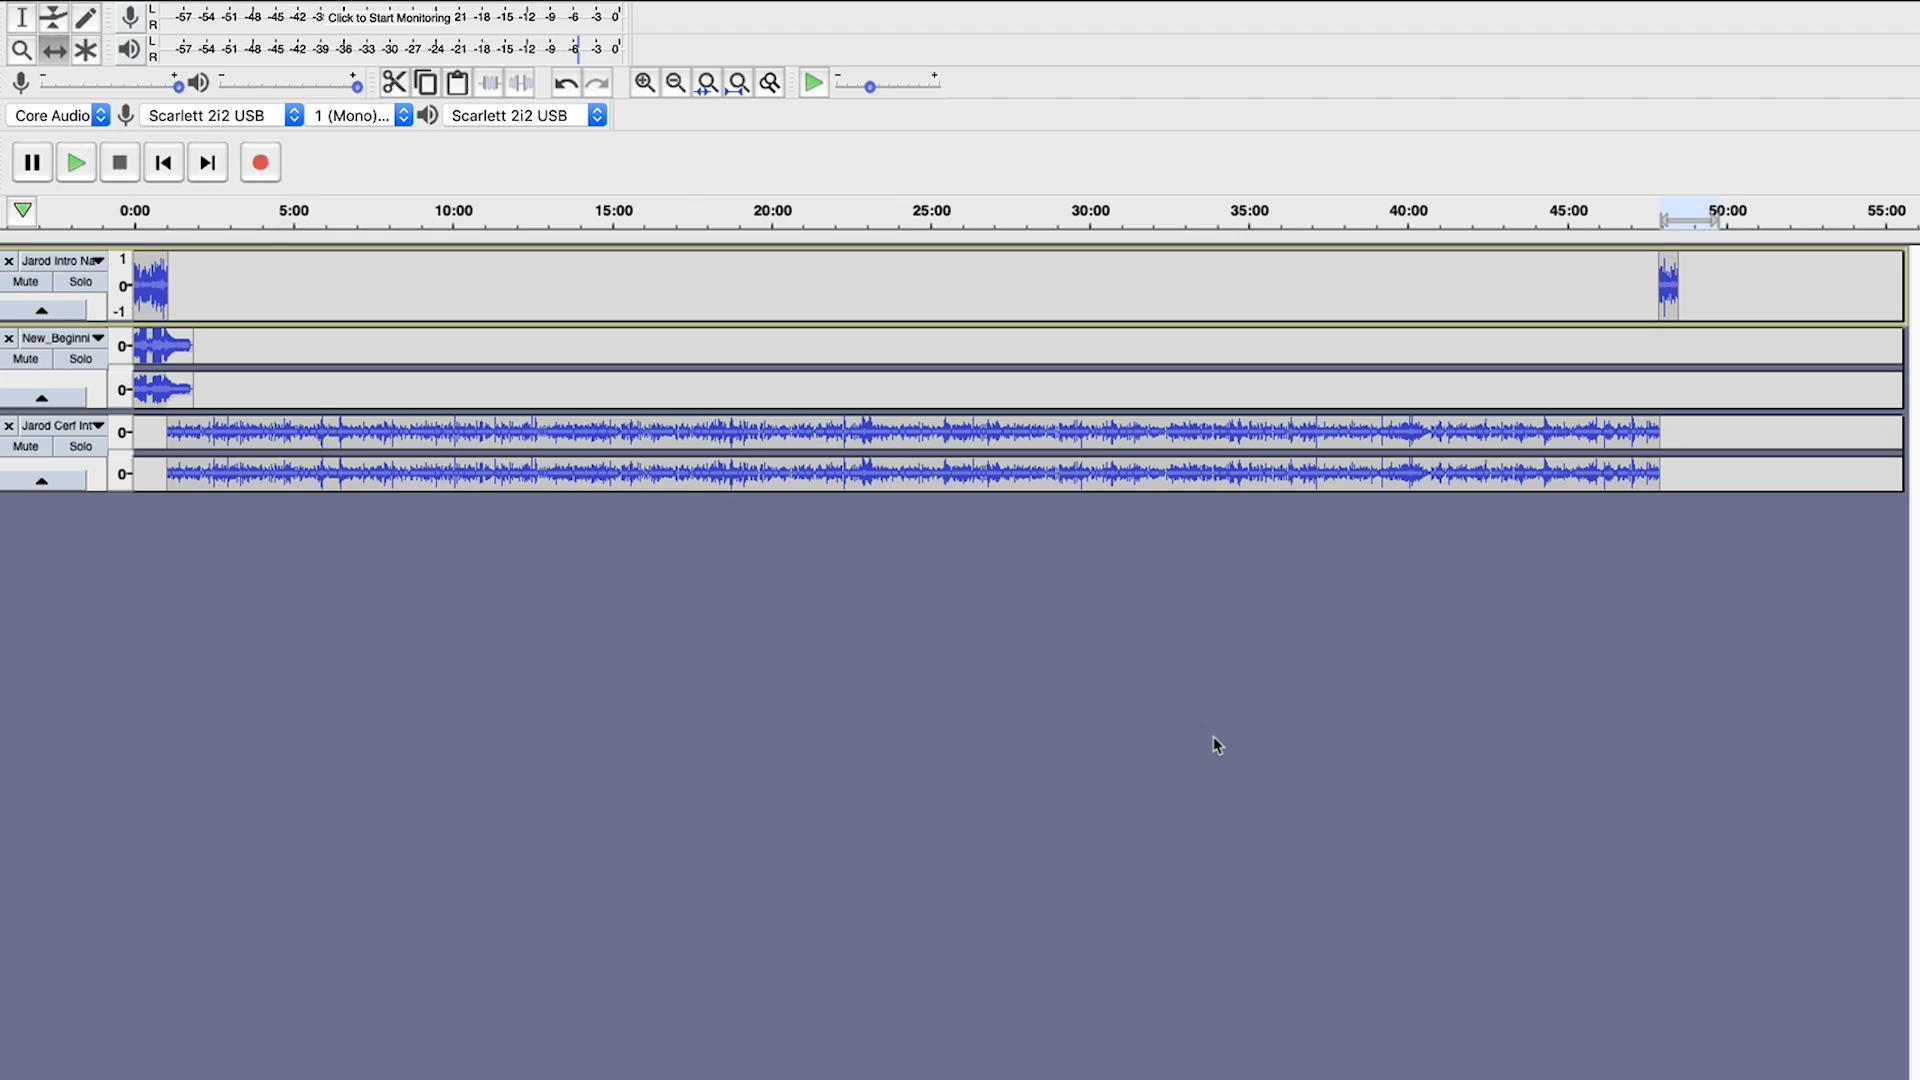 L
R
-57 -54 -51 -48 -45 -42 -3 Click to Start Monitoring 21 -18 -15 -12 -9 -6 -3 0
L
R
-57 -54 -51 -48 -45 -42 -39 -36 -33 -30 -27 -24 -21 -18 -15 -12 -9 -6 -3 0
- + - + - +
Core Audio Scarlett 2i2 USB 1 (Mono)... Scarlett 2i2 USB
0:00 5:00 10:00 15:00 20:00 25:00 30:00 35:00 40:00 45:00 50:00 55:00
Jarod Intro Na 1
Mute Solo 0-
-1
New_Beginni
0-
Mute Solo
0-
Jarod Cerf Int
0-
Mute Solo
0-